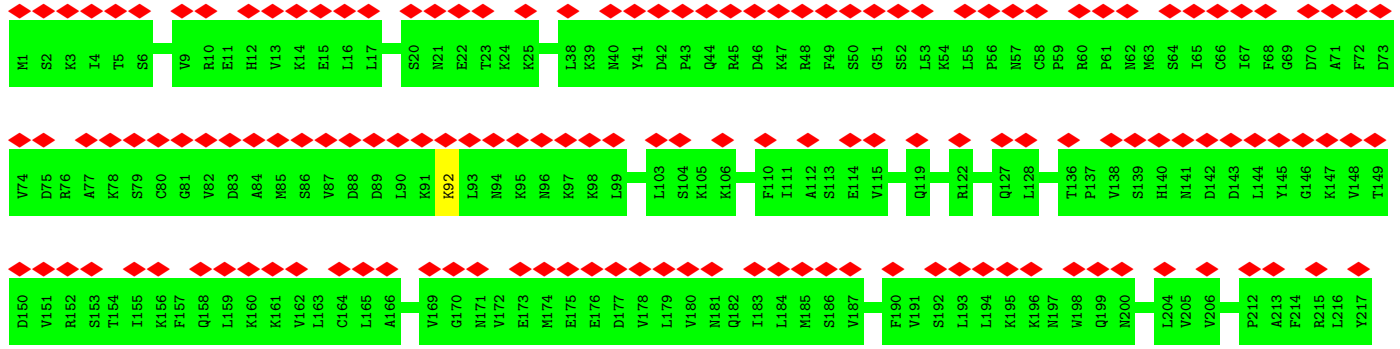 M1 S2 K3 I4 T5 S6 V9 R10 E11 H12 V13 K14 E15 L16 L17 S20 N21 E22 T23 K24 K25 L38 K39 N40 Y41 D42 P43 Q44 R45 D46 K47 R48 F49 S50 G51 S52 L53 K54 L55 P56 N57 C58 P59 R60 P61 N62 M63 S64 I65 C66 I67 F68 G69 D70 A71 F72 D73
V74 D75 R76 A77 K78 S79 C80 G81 V82 D83 A84 M85 S86 V87 D88 D89 L90 K91 K92 L93 N94 K95 N96 K97 K98 L99 L103 S104 K105 K106 F110 I111 A112 S113 E114 V115 Q119 R122 Q127 L128 T136 P137 V138 S139 H140 N141 D142 D143 L144 Y145 G146 K147 V148 T149
D150 V151 R152 S153 T154 I155 K156 F157 Q158 L159 K160 K161 V162 L163 C164 L165 A166 V169 G170 N171 V172 E173 M174 E175 E176 D177 V178 L179 V180 N181 Q182 I183 L184 M185 S186 V187 F190 V191 S192 L193 L194 K195 K196 N197 W198 Q199 N200 L204 V205 V206 P212 A213 F214 R215 L216 Y217